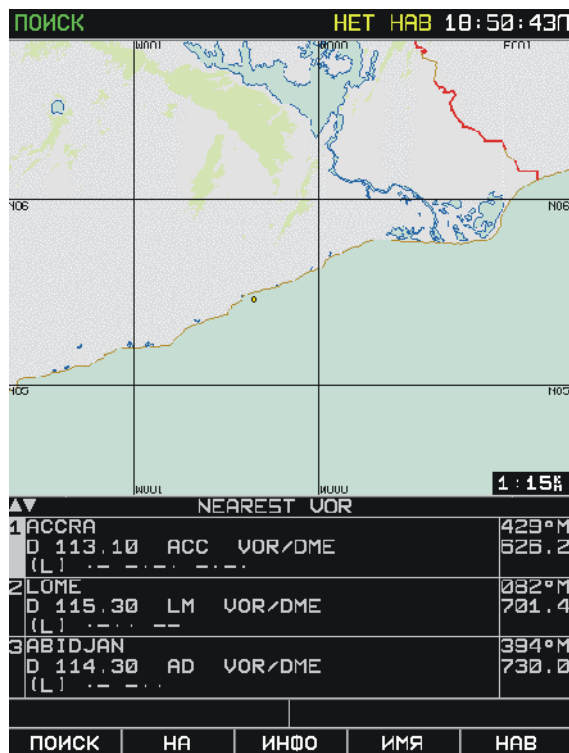 ПОИСК НЕТ НАВ 18:50:43П
W001 W000 E001
N06 N06
N05 N05
W001 W000 1:15 КМ
▲▼ NEAREST VOR
1 ACCRA 429°M
D 113.10 ACC VOR/DME 626.2
(L) .- -.-. -.-.
2 LOME 082°M
D 115.30 LM VOR/DME 701.4
(L) .-.. --
3 ABIDJAN 394°M
D 114.30 AD VOR/DME 730.0
(L) .- -..
ПОИСК НА ИНФО ИМЯ НАВ